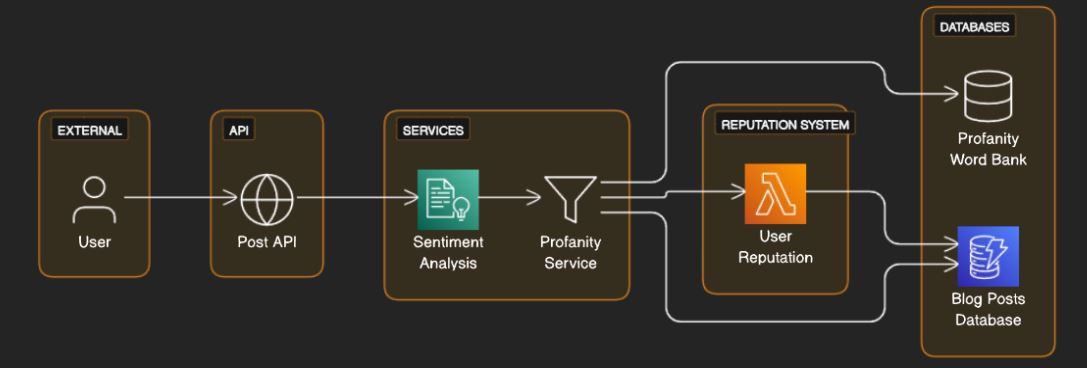 DATABASES
Profanity
Word Bank
EXTERNAL
API
SERVICES
REPUTATION SYSTEM
User
Post API
Sentiment
Analysis
Profanity
Service
User
Reputation
Blog Posts
Database